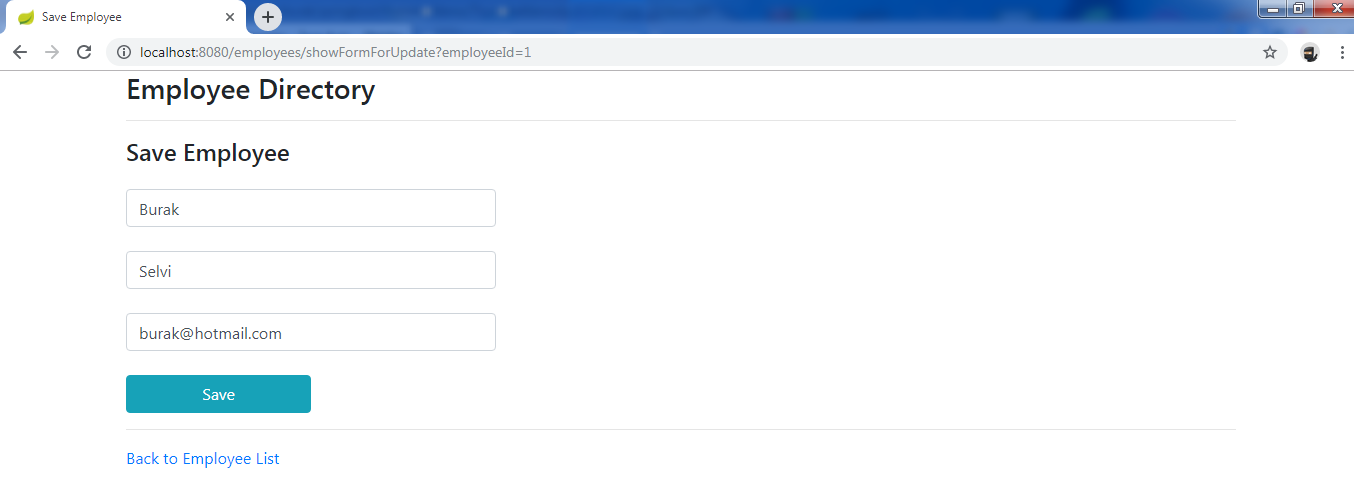 Save Employee
localhost:8080/employees/showFormForUpdate?employeeId=1
Employee Directory
Save Employee
Burak
Selvi
burak@hotmail.com
Save
Back to Employee List